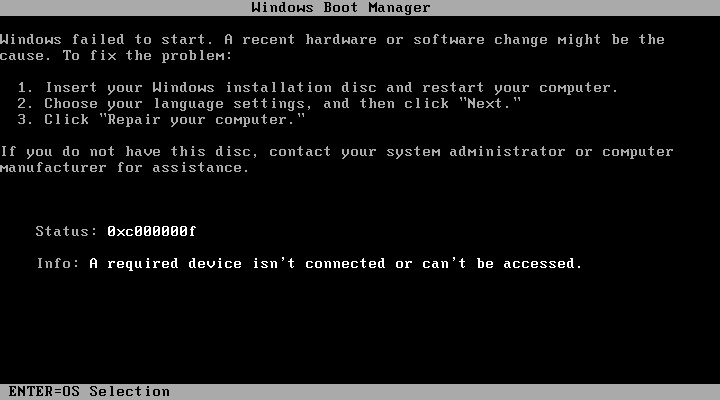 Windows Boot Manager
Windows failed to start. A recent hardware or software change might be the
cause. To fix the problem:
1. Insert your Windows installation disc and restart your computer.
2. Choose your language settings, and then click "Next."
3. Click "Repair your computer."
If you do not have this disc, contact your system administrator or computer
manufacturer for assistance.
Status: 0xc000000f
Info: A required device isn't connected or can't be accessed.
ENTER=OS Selection